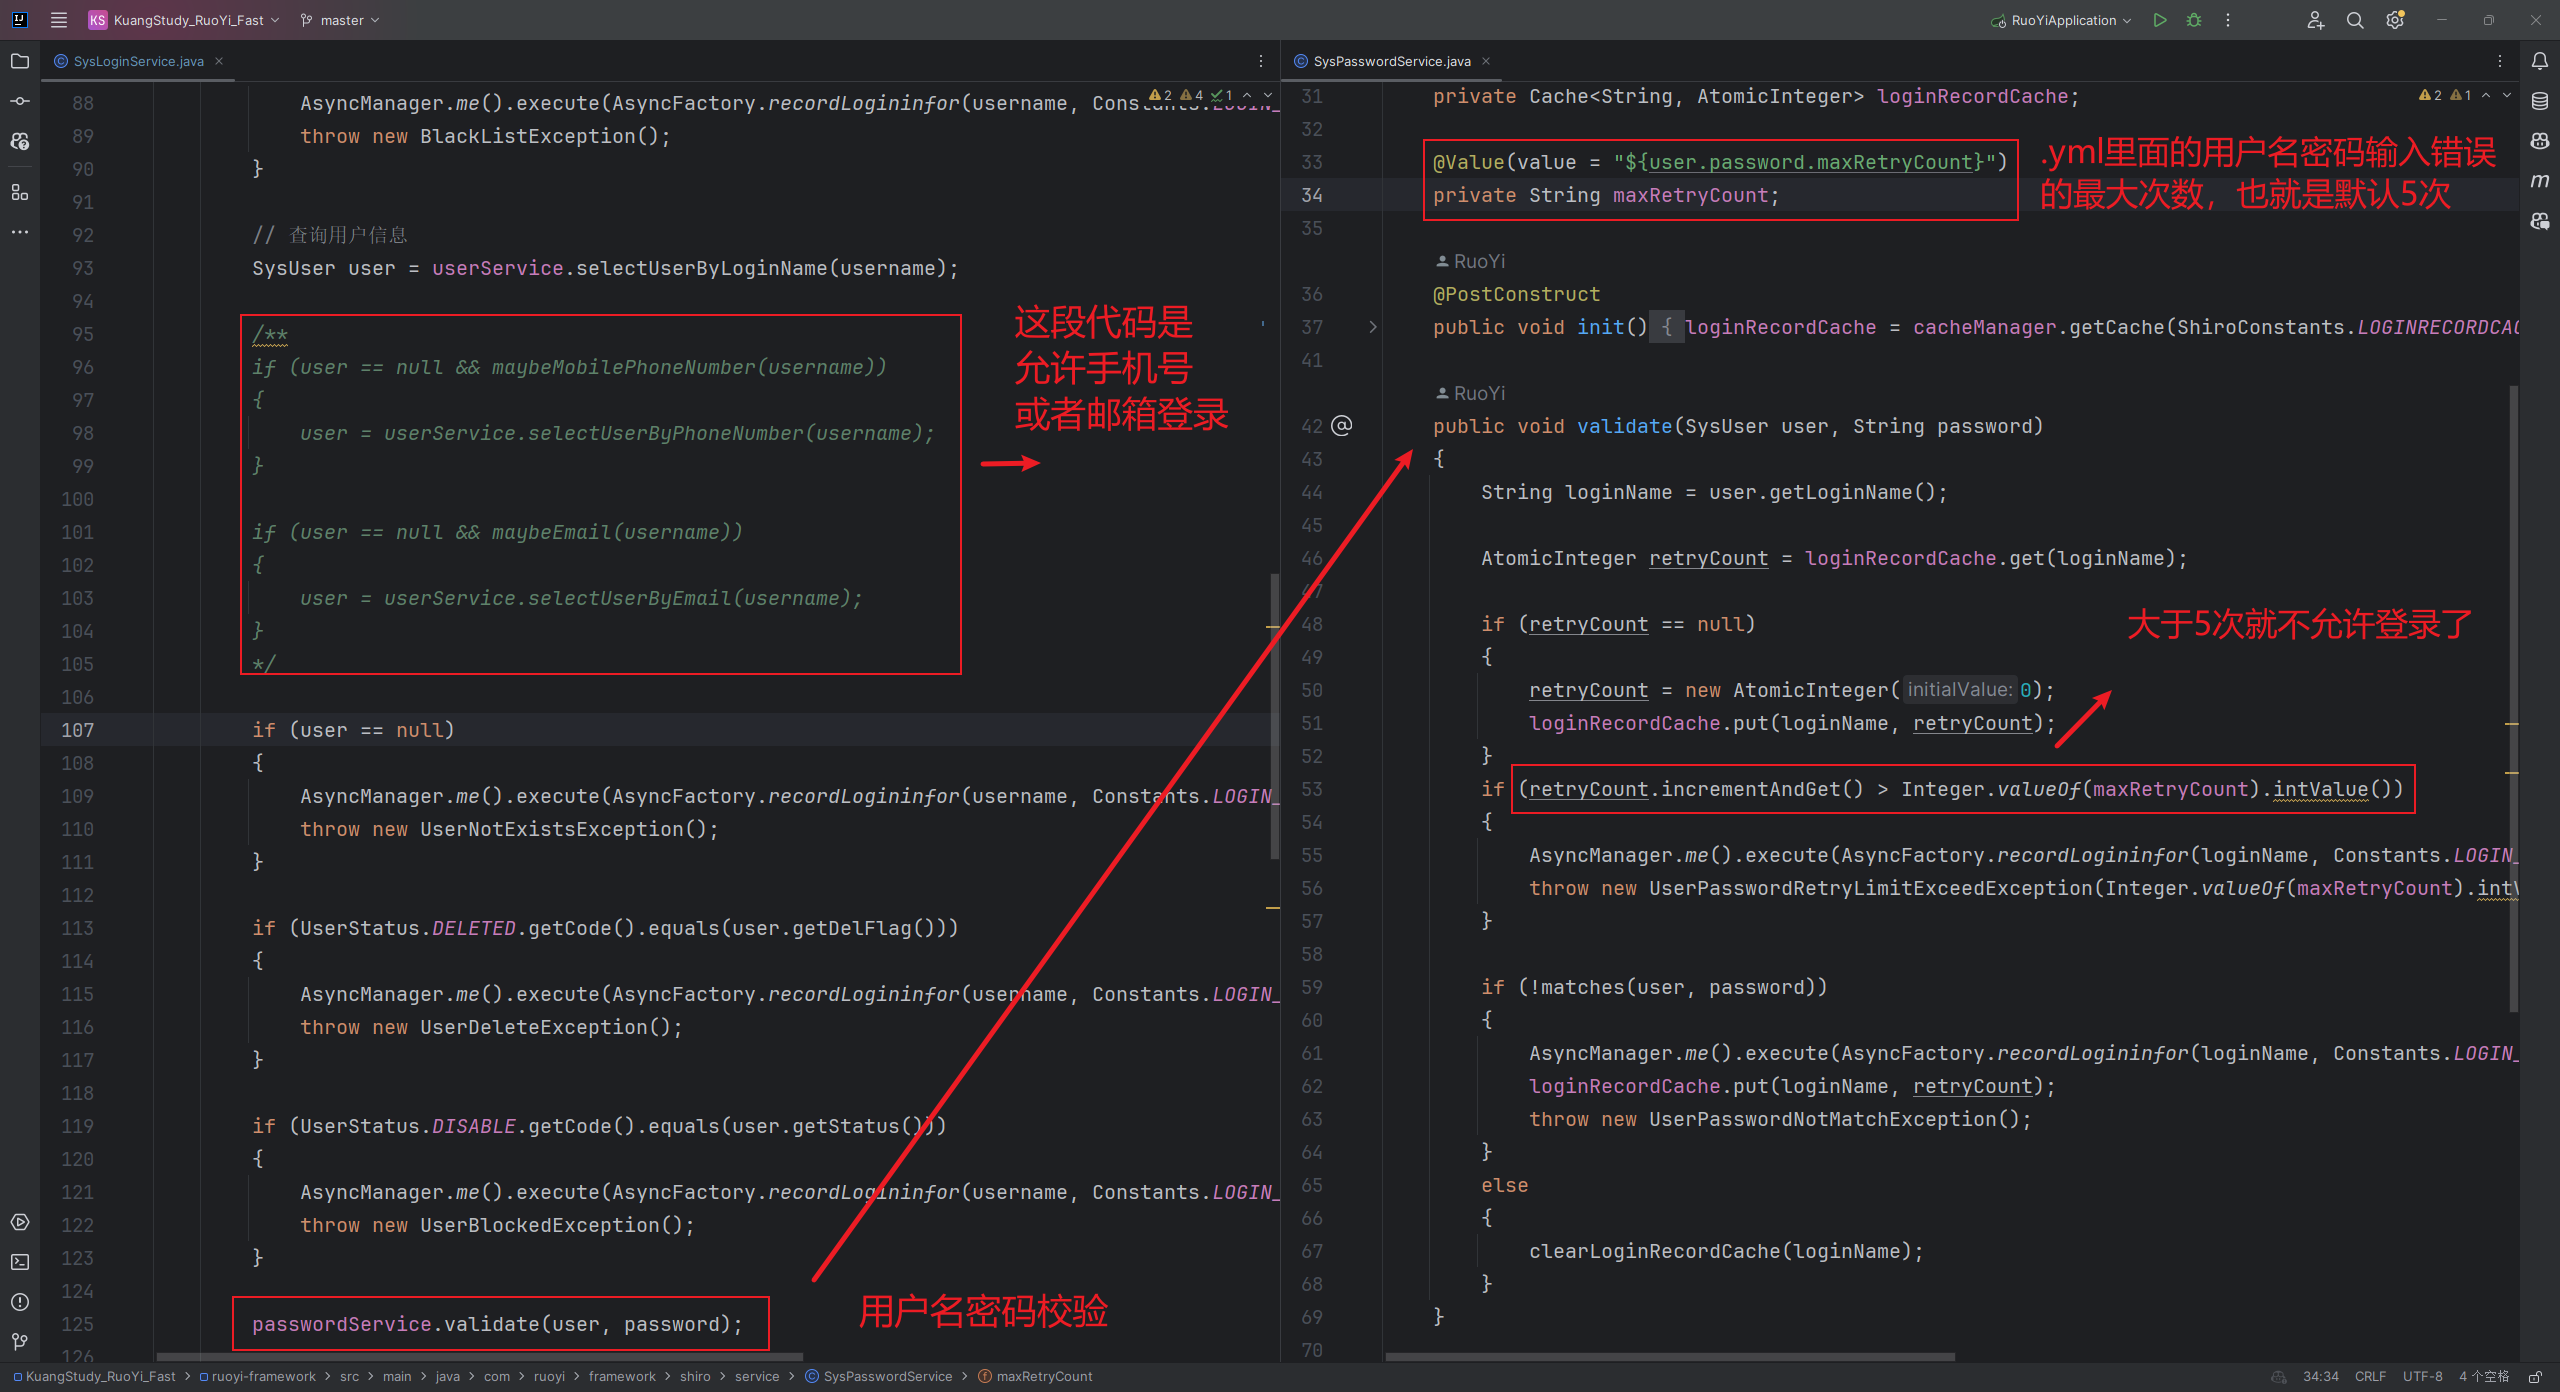 KS KuangStudy_RuoYi_Fast master RuoYiApplication
SysLoginService.java
2 4 1
88 AsyncManager.me().execute(AsyncFactory.recordLogininfor(username, Constants.LOGIN_
89 throw new BlackListException();
90 }
91
92 // 查询用户信息
93 SysUser user = userService.selectUserByLoginName(username);
94
95 /**
96 if (user == null && maybeMobilePhoneNumber(username))
97 {
98 user = userService.selectUserByPhoneNumber(username);
99 }
100
101 if (user == null && maybeEmail(username))
102 {
103 user = userService.selectUserByEmail(username);
104 }
105 */
106
107 if (user == null)
108 {
109 AsyncManager.me().execute(AsyncFactory.recordLogininfor(username, Constants.LOGIN_
110 throw new UserNotExistsException();
111 }
112
113 if (UserStatus.DELETED.getCode().equals(user.getDelFlag()))
114 {
115 AsyncManager.me().execute(AsyncFactory.recordLogininfor(username, Constants.LOGIN_
116 throw new UserDeleteException();
117 }
118
119 if (UserStatus.DISABLE.getCode().equals(user.getStatus()))
120 {
121 AsyncManager.me().execute(AsyncFactory.recordLogininfor(username, Constants.LOGIN_
122 throw new UserBlockedException();
123 }
124
125 passwordService.validate(user, password);
126
这段代码是
允许手机号
或者邮箱登录
用户名密码校验
SysPasswordService.java
2 1
31 private Cache<String, AtomicInteger> loginRecordCache;
32
33 @Value(value = "${user.password.maxRetryCount}")
34 private String maxRetryCount;
35
.yml里面的用户名密码输入错误
的最大次数，也就是默认5次
RuoYi
36 @PostConstruct
37 public void init() { loginRecordCache = cacheManager.getCache(ShiroConstants.LOGINRECORDCAC
41
RuoYi
42 public void validate(SysUser user, String password)
43 {
44 String loginName = user.getLoginName();
45
46 AtomicInteger retryCount = loginRecordCache.get(loginName);
47
48 if (retryCount == null)
49 {
50 retryCount = new AtomicInteger( initialValue: 0);
51 loginRecordCache.put(loginName, retryCount);
52 }
53 if (retryCount.incrementAndGet() > Integer.valueOf(maxRetryCount).intValue())
54 {
55 AsyncManager.me().execute(AsyncFactory.recordLogininfor(loginName, Constants.LOGIN_
56 throw new UserPasswordRetryLimitExceedException(Integer.valueOf(maxRetryCount).intV
57 }
58
59 if (!matches(user, password))
60 {
61 AsyncManager.me().execute(AsyncFactory.recordLogininfor(loginName, Constants.LOGIN_
62 loginRecordCache.put(loginName, retryCount);
63 throw new UserPasswordNotMatchException();
64 }
65 else
66 {
67 clearLoginRecordCache(loginName);
68 }
69 }
70
大于5次就不允许登录了
KuangStudy_RuoYi_Fast > ruoyi-framework > src > main > java > com > ruoyi > framework > shiro > service > SysPasswordService > maxRetryCount
34:34 CRLF UTF-8 4 个空格